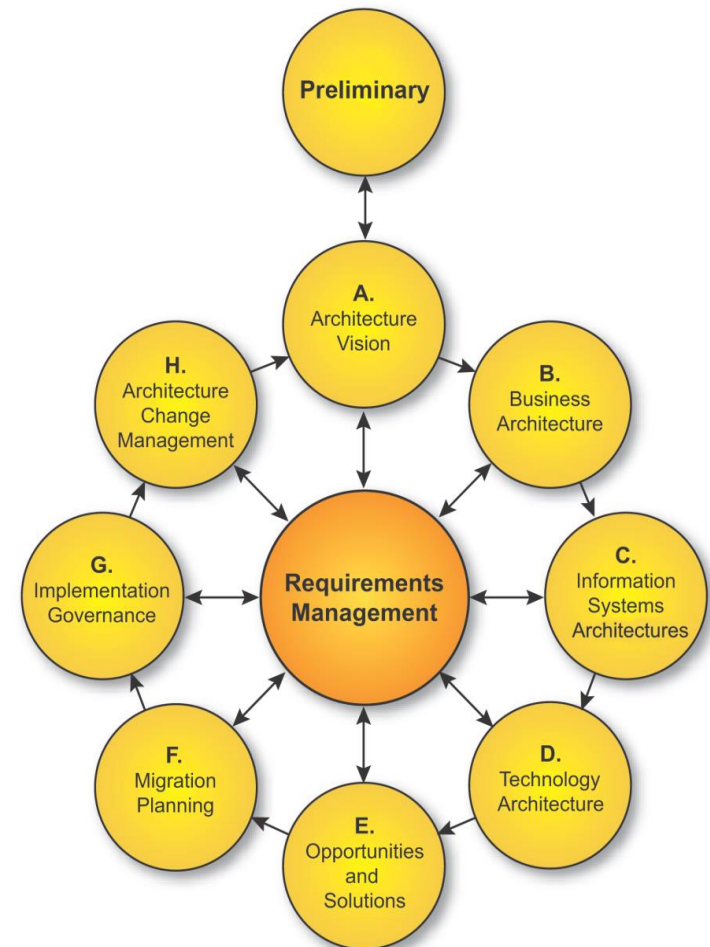 Preliminary
A.
Architecture
Vision
B.
Business
Architecture
C.
Information
Systems
Architectures
D.
Technology
Architecture
E.
Opportunities
and
Solutions
F.
Migration
Planning
G.
Implementation
Governance
H.
Architecture
Change
Management
Requirements
Management